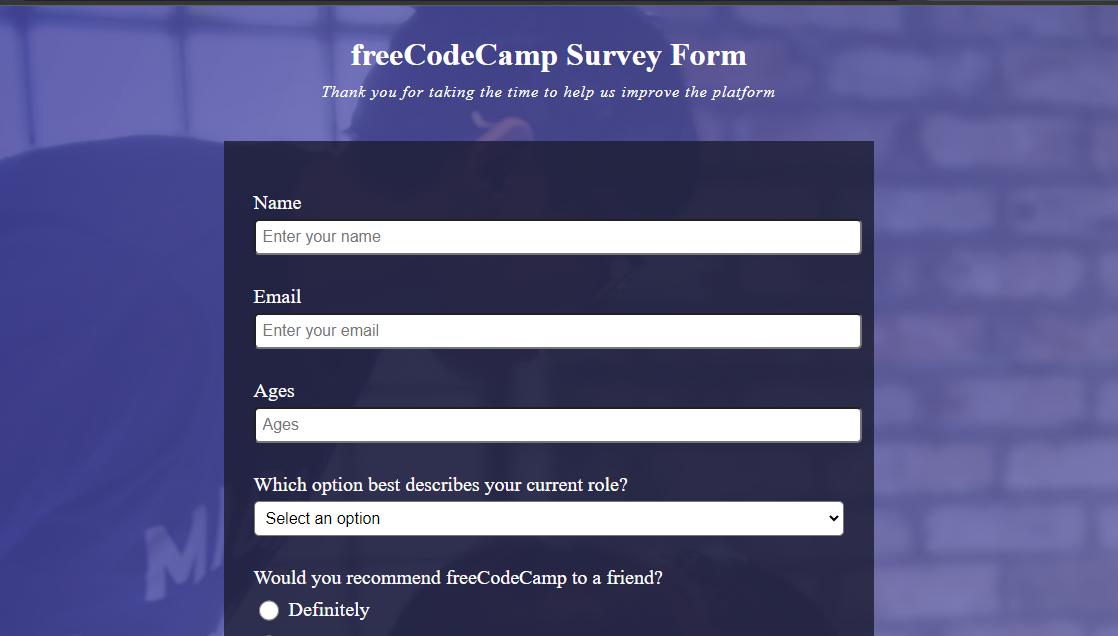 freeCodeCamp Survey Form
Thank you for taking the time to help us improve the platform
Name
Enter your name
Email
Enter your email
Ages
Ages
Which option best describes your current role?
Select an option
Would you recommend freeCodeCamp to a friend?
Definitely